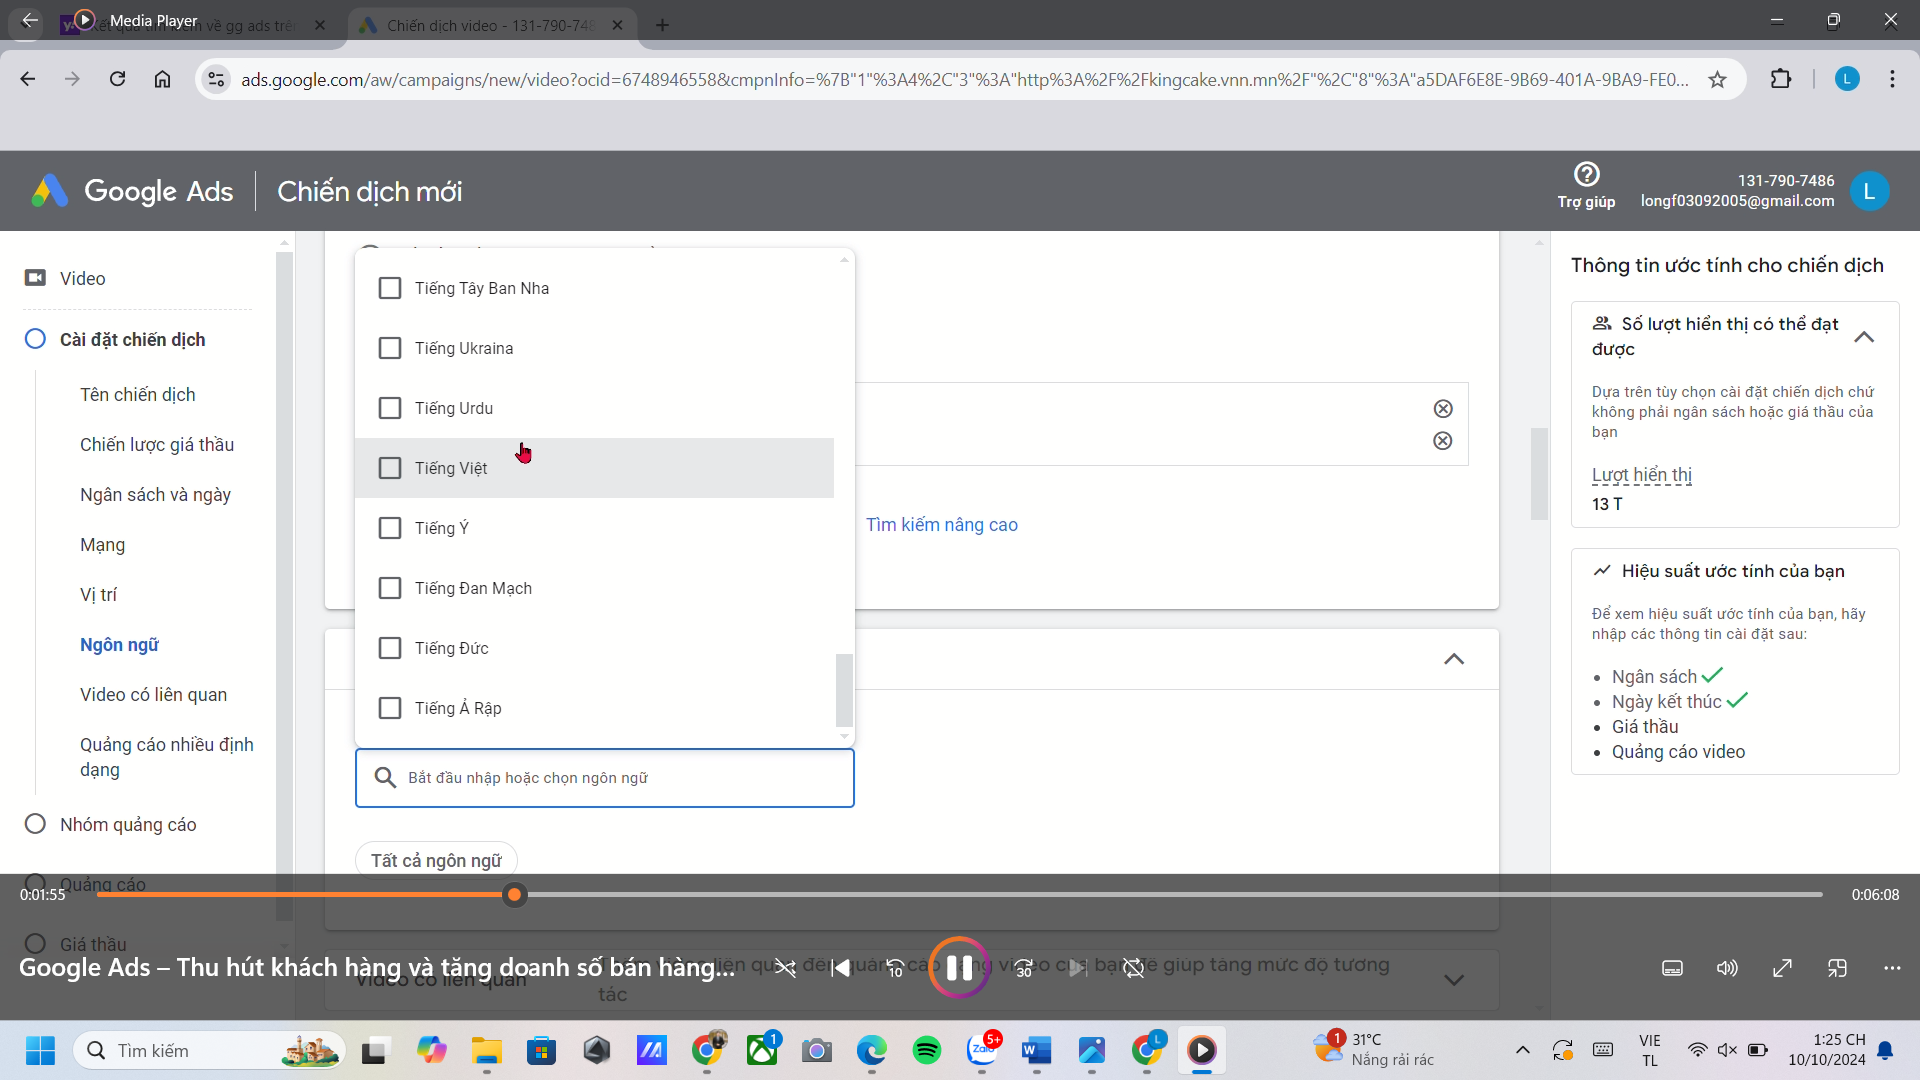 Media Player
Kết quả tìm kiếm về gg ads trê
Chiến dịch video - 131-790-748
ads.google.com/aw/campaigns/new/video?ocid=6748946558&cmpnInfo=%7B"1"%3A4%2C"3"%3A"http%3A%2F%2Fkingcake.vnn.mn%2F"%2C"8"%3A"a5DAF6E8E-9B69-401A-9BA9-FE0...
L
Google Ads
Chiến dịch mới
Trợ giúp
131-790-7486
longf03092005@gmail.com
L
Video
Cài đặt chiến dịch
Tên chiến dịch
Chiến lược giá thầu
Ngân sách và ngày
Mạng
Vị trí
Ngôn ngữ
Video có liên quan
Quảng cáo nhiều định
dạng
Nhóm quảng cáo
Quảng cáo
Giá thầu
Tiếng Tây Ban Nha
Tiếng Ukraina
Tiếng Urdu
Tiếng Việt
Tiếng Ý
Tiếng Đan Mạch
Tiếng Đức
Tiếng Ả Rập
Bắt đầu nhập hoặc chọn ngôn ngữ
Tất cả ngôn ngữ
Tìm kiếm nâng cao
Video có liên quan
video liên quan đến quảng cáo bằng video của bạn để giúp tăng mức độ tương
tác
Thông tin ước tính cho chiến dịch
Số lượt hiển thị có thể đạt
được
Dựa trên tùy chọn cài đặt chiến dịch chứ
không phải ngân sách hoặc giá thầu của
bạn
Lượt hiển thị
13 T
Hiệu suất ước tính của bạn
Để xem hiệu suất ước tính của bạn, hãy
nhập các thông tin cài đặt sau:
Ngân sách
Ngày kết thúc
Giá thầu
Quảng cáo video
0:01:55
0:06:08
Google Ads – Thu hút khách hàng và tăng doanh số bán hàng...
10
30
Tìm kiếm
1
Zalo
5+
L
1
31°C
Nắng rải rác
VIE
TL
1:25 CH
10/10/2024